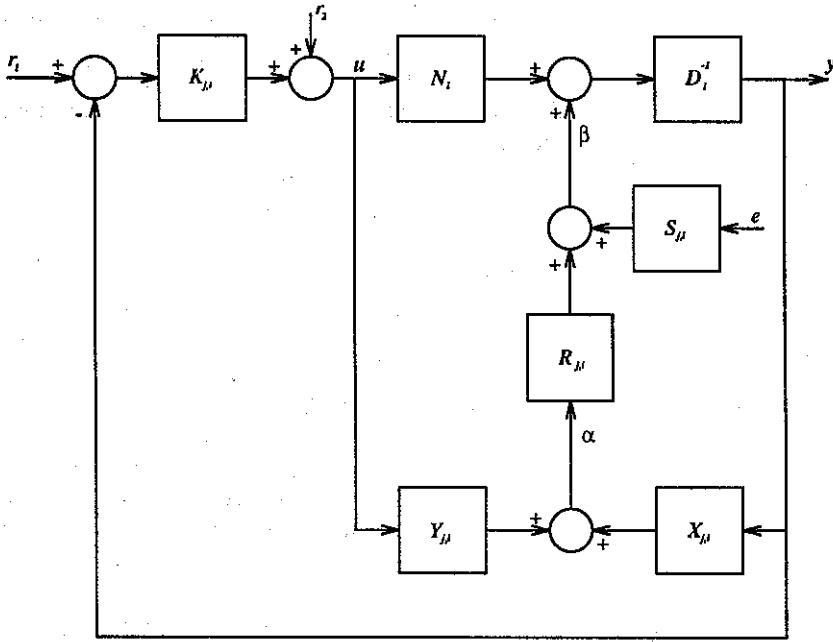 r₂
r₁ + - K_{j,i} + + u N_i + + D_i^{-1} y
β
+ + S_{j,i} e
R_{j,i}
α
Y_{j,i} + + X_{j,i}